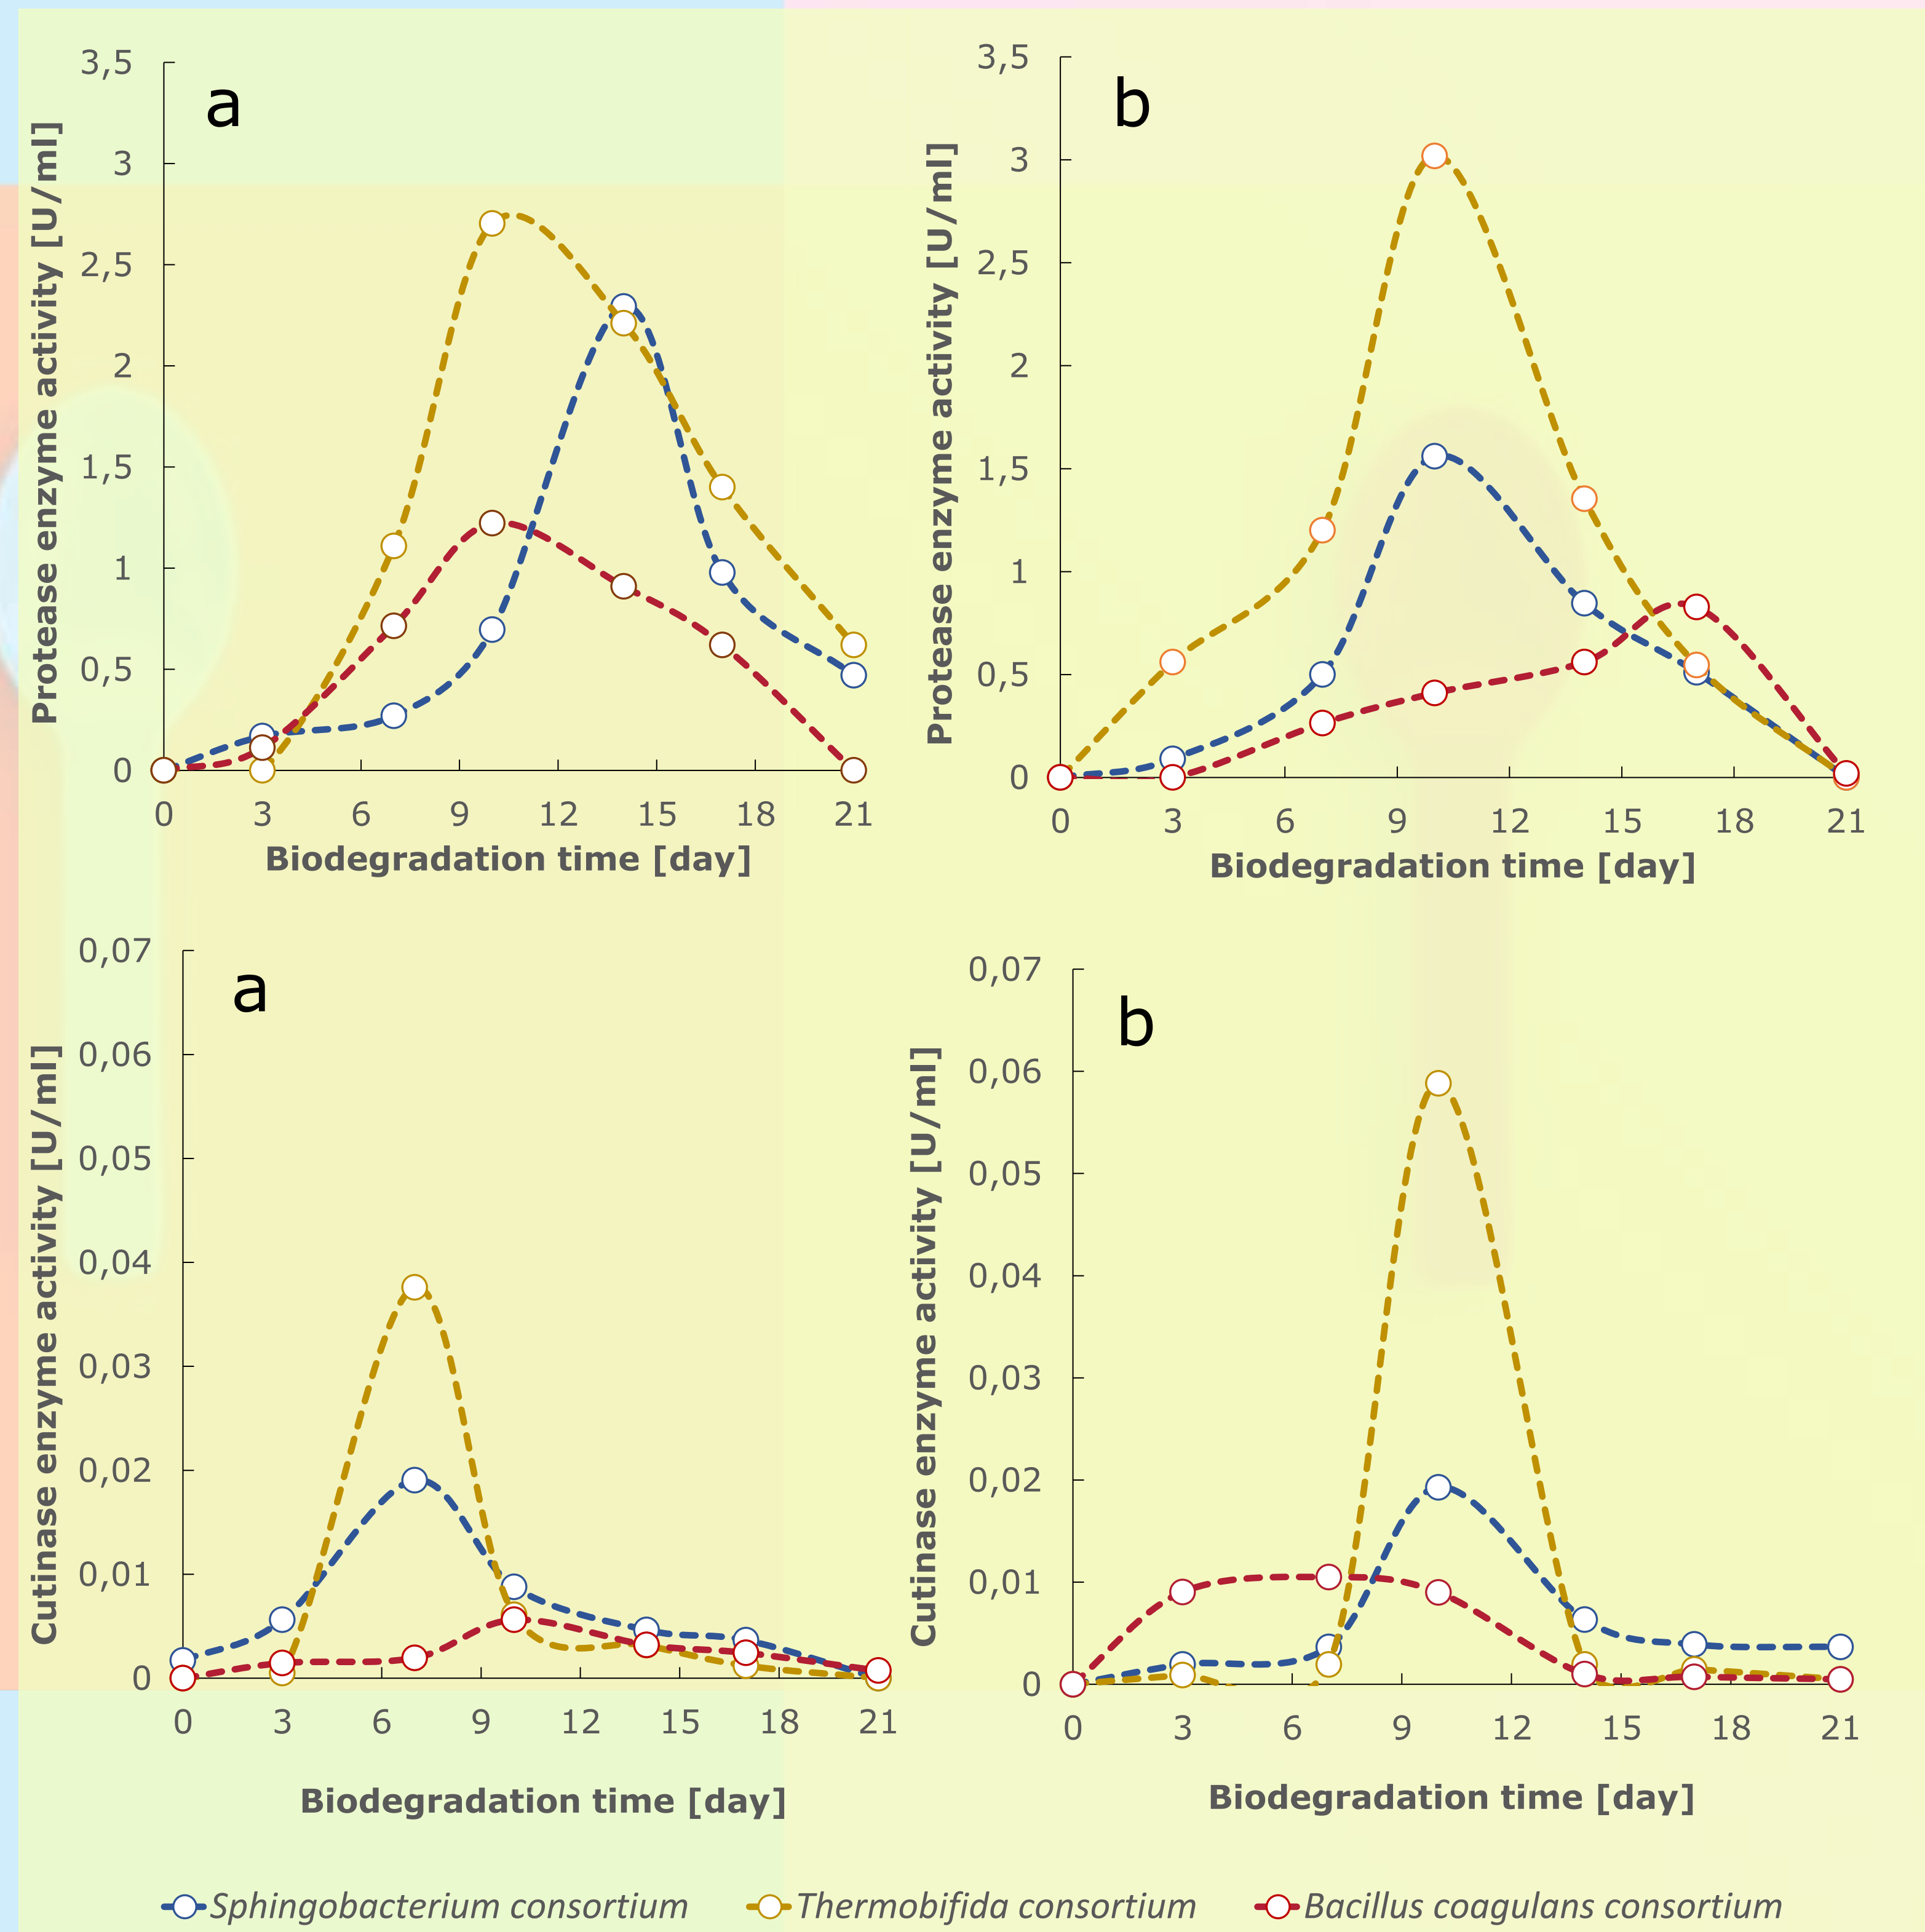 a
Protease enzyme activity [U/ml]
3,5
3
2,5
2
1,5
1
0,5
0
0 3 6 9 12 15 18 21
Biodegradation time [day]
b
Protease enzyme activity [U/ml]
3,5
3
2,5
2
1,5
1
0,5
0
0 3 6 9 12 15 18 21
Biodegradation time [day]
a
Cutinase enzyme activity [U/ml]
0,07
0,06
0,05
0,04
0,03
0,02
0,01
0
0 3 6 9 12 15 18 21
Biodegradation time [day]
b
Cutinase enzyme activity [U/ml]
0,07
0,06
0,05
0,04
0,03
0,02
0,01
0
0 3 6 9 12 15 18 21
Biodegradation time [day]
Sphingobacterium consortium Thermobifida consortium Bacillus coagulans consortium